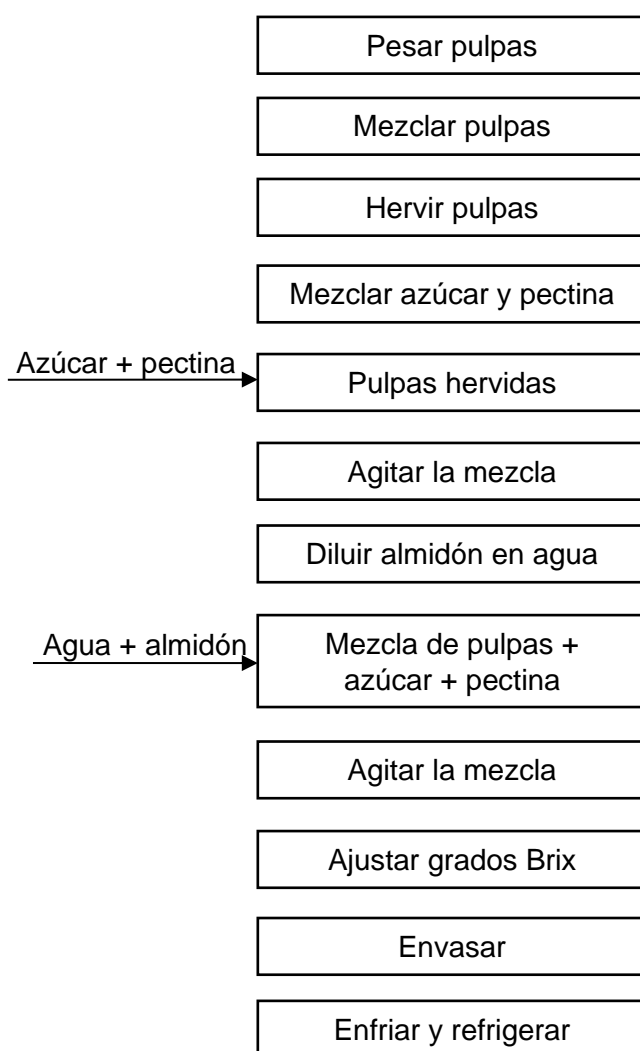 Pesar pulpas
Mezclar pulpas
Hervir pulpas
Mezclar azúcar y pectina
Azúcar + pectina
Pulpas hervidas
Agitar la mezcla
Diluir almidón en agua
Agua + almidón
Mezcla de pulpas +
azúcar + pectina
Agitar la mezcla
Ajustar grados Brix
Envasar
Enfriar y refrigerar